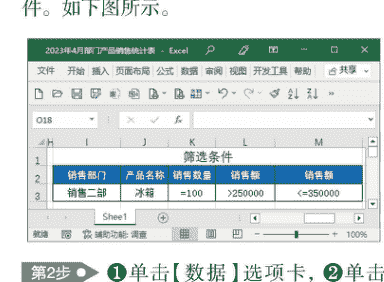 件。如下图所示。
2023年4月部门产品销售统计表 - Excel
文件 开始 插入 页面布局 公式 数据 审阅 视图 开发工具 帮助 共享
O18
fx
H I J K L M
1 筛选条件
2 销售部门 产品名称 销售数量 销售额 销售额
3 销售二部 冰箱 =100 >250000 <=350000
Shee1
就绪 辅助功能: 调查 100%
第2步 ❶单击【数据】选项卡，❷单击